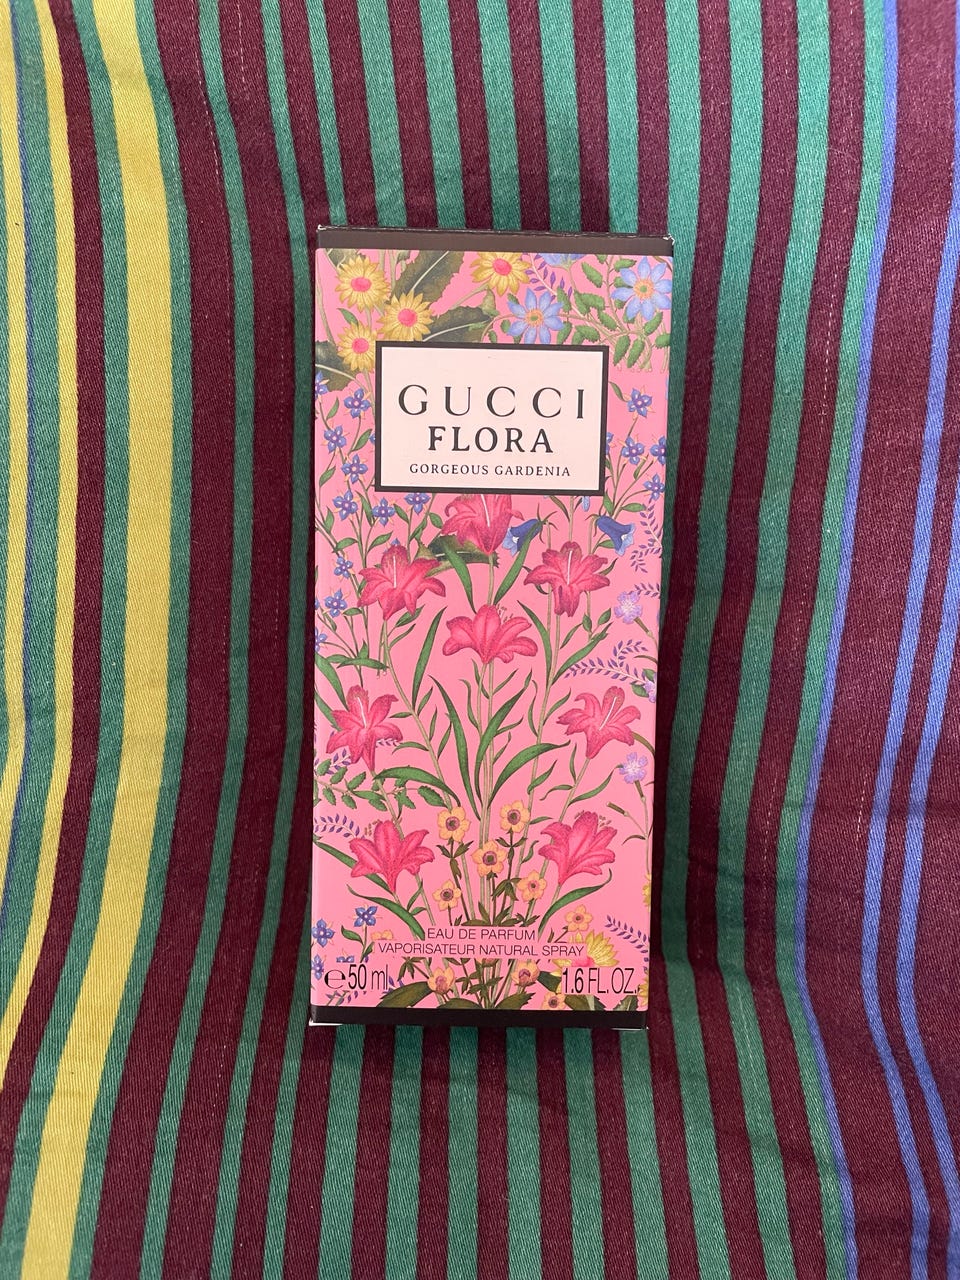 GUCCI
FLORA
GORGEOUS GARDENIA
EAU DE PARFUM
VAPORISATEUR NATURAL SPRAY
℮50 ml 1.6 FL.OZ.